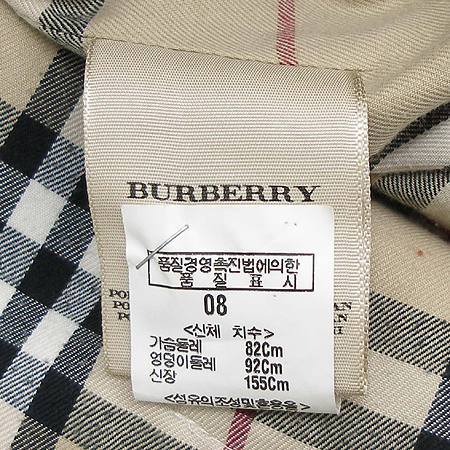 BURBERRY
품질경영촉진법에의한
품 질 표 시
08
<신체 치수>
가슴둘레 82Cm
엉덩이둘레 92Cm
신장 155Cm